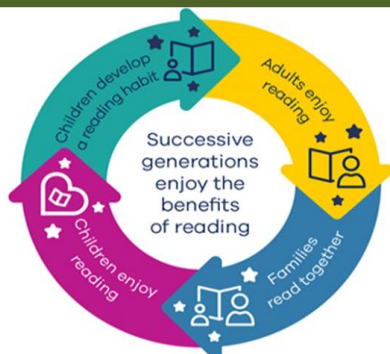 Successive
generations
enjoy the
benefits
of reading
Children develop
a reading habit
Adults enjoy
reading
Families
read together
Children enjoy
reading